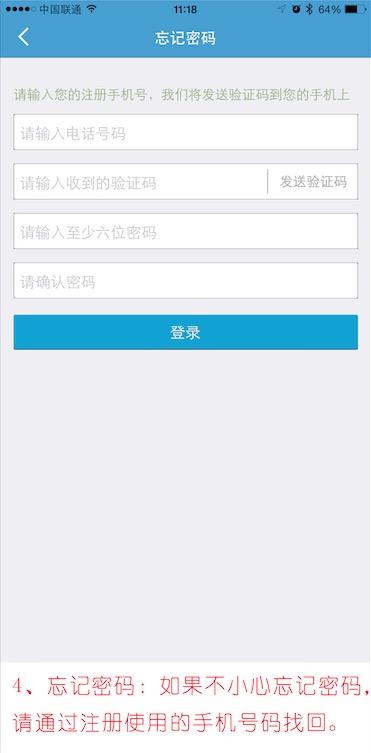 中国联通 11:18 64%
忘记密码
请输入您的注册手机号，我们将发送验证码到您的手机上
请输入电话号码
请输入收到的验证码 发送验证码
请输入至少六位密码
请确认密码
登录
4、忘记密码：如果不小心忘记密码，
请通过注册使用的手机号码找回。